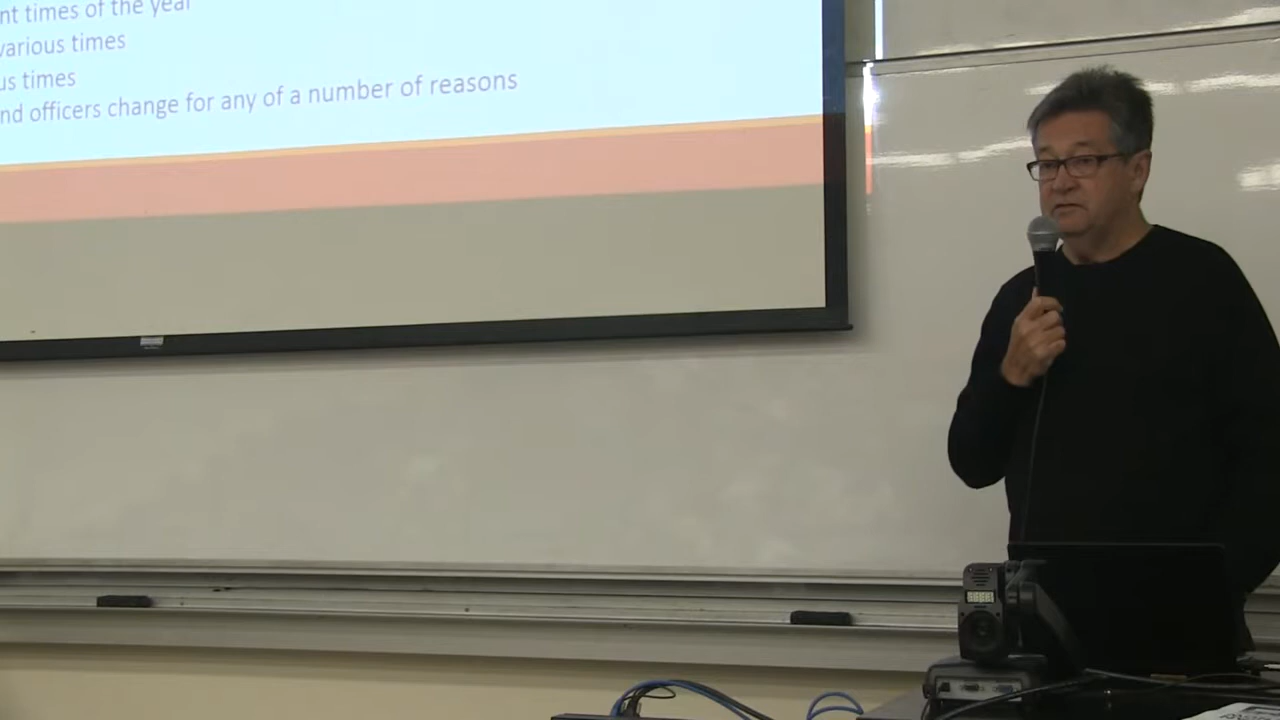 nt times of the year
various times
us times
nd officers change for any of a number of reasons